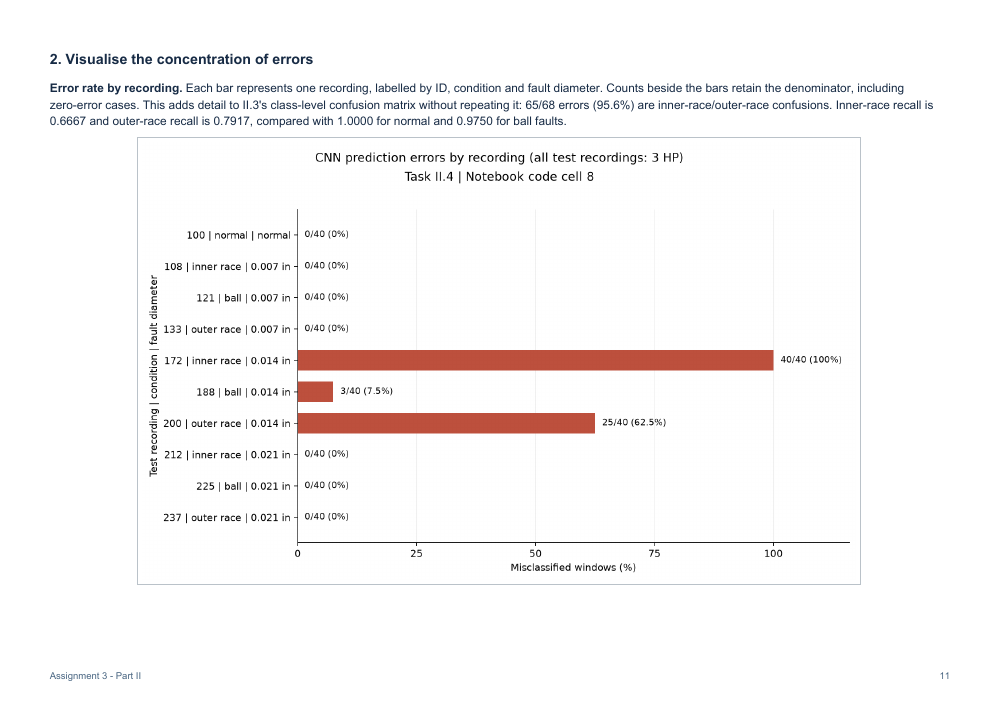 2. Visualise the concentration of errors
Error rate by recording. Each bar represents one recording, labelled by ID, condition and fault diameter. Counts beside the bars retain the denominator, including
zero-error cases. This adds detail to II.3's class-level confusion matrix without repeating it: 65/68 errors (95.6%) are inner-race/outer-race confusions. Inner-race recall is
0.6667 and outer-race recall is 0.7917, compared with 1.0000 for normal and 0.9750 for ball faults.
CNN prediction errors by recording (all test recordings: 3 HP)
Task II.4 | Notebook code cell 8
Test recording | condition | fault diameter
100 | normal | normal 0/40 (0%)
108 | inner race | 0.007 in 0/40 (0%)
121 | ball | 0.007 in 0/40 (0%)
133 | outer race | 0.007 in 0/40 (0%)
172 | inner race | 0.014 in 40/40 (100%)
188 | ball | 0.014 in 3/40 (7.5%)
200 | outer race | 0.014 in 25/40 (62.5%)
212 | inner race | 0.021 in 0/40 (0%)
225 | ball | 0.021 in 0/40 (0%)
237 | outer race | 0.021 in 0/40 (0%)
0 25 50 75 100
Misclassified windows (%)
Assignment 3 - Part II 11